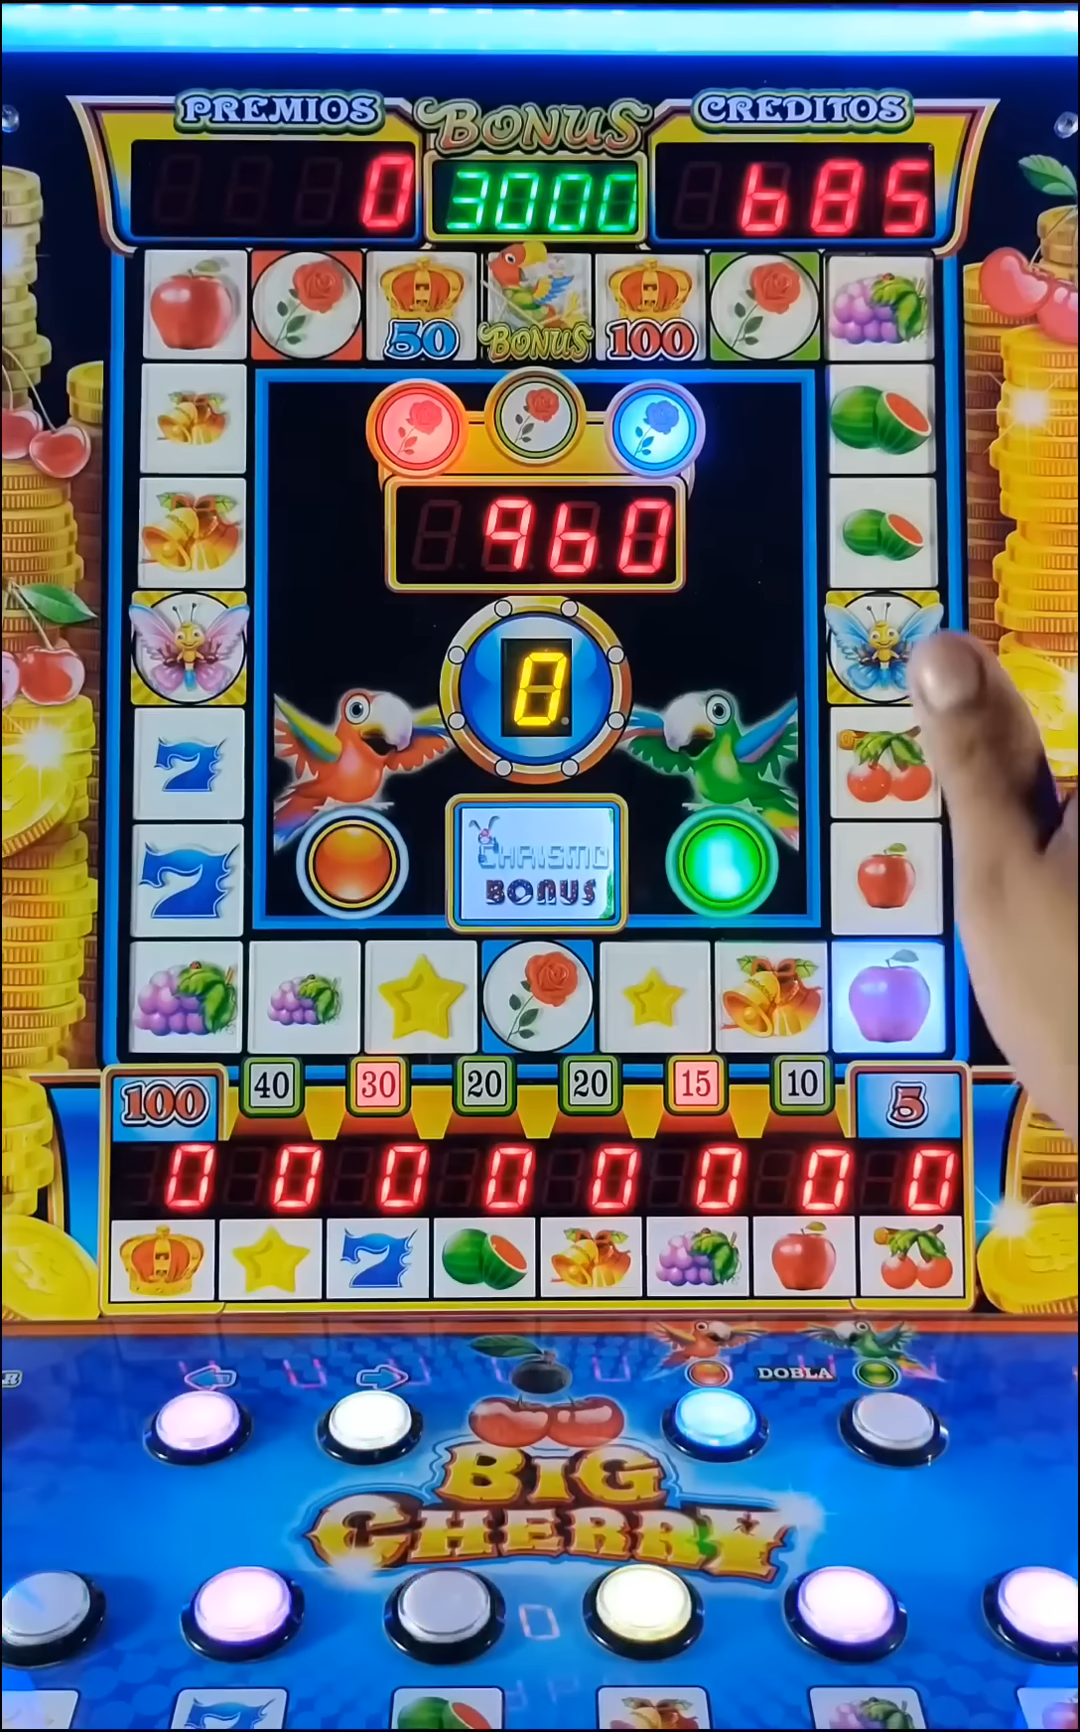 PREMIOS BONUS CREDITOS
0 3000 685
50 BONUS 100
960
0
CHRISMO
BONUS
100 40 30 20 20 15 10 5
0 0 0 0 0 0 0 0
DOBLA
BIG
CHERRY